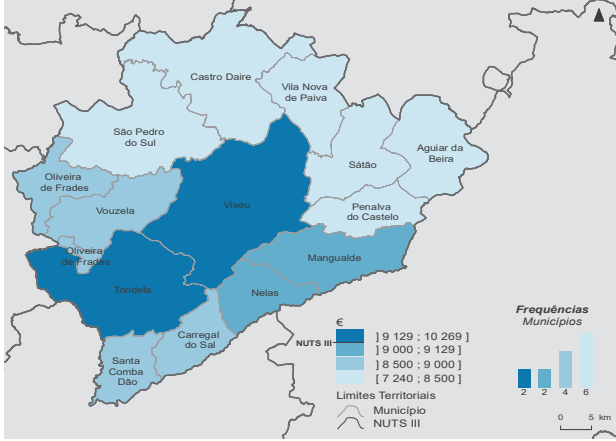 Castro Daire
Vila Nova
de Paiva
São Pedro
do Sul
Aguiar da
Beira
Sátão
Oliveira
de Frades
Vouzela
Viseu
Penalva
do Castelo
Oliveira
de Frades
Mangualde
Tondela
Nelas
Carregal
do Sal
Santa
Comba
Dão
€
NUTS III
] 9 129 ; 10 269 ]
] 9 000 ; 9 129 ]
] 8 500 ; 9 000 ]
[ 7 240 ; 8 500 ]
Limites Territoriais
Município
NUTS III
Frequências
Municípios
2 2 4 6
0 5 km